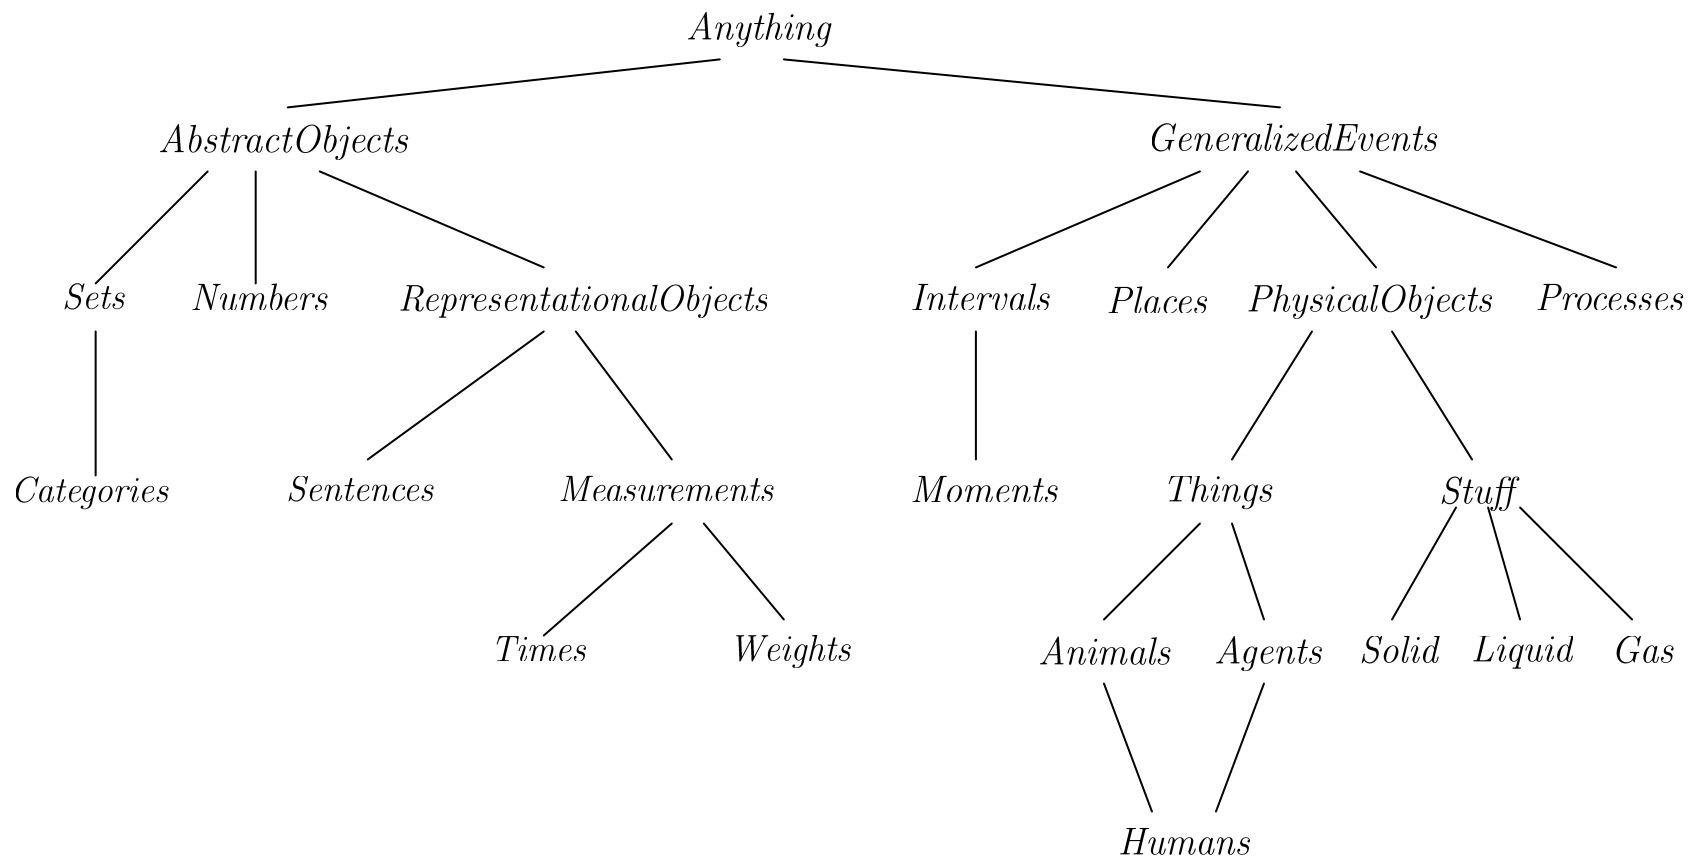 Anything
AbstractObjects GeneralizedEvents
Sets Numbers RepresentationalObjects Intervals Places PhysicalObjects Processes
Categories Sentences Measurements Moments Things Stuff
Times Weights Animals Agents Solid Liquid Gas
Humans